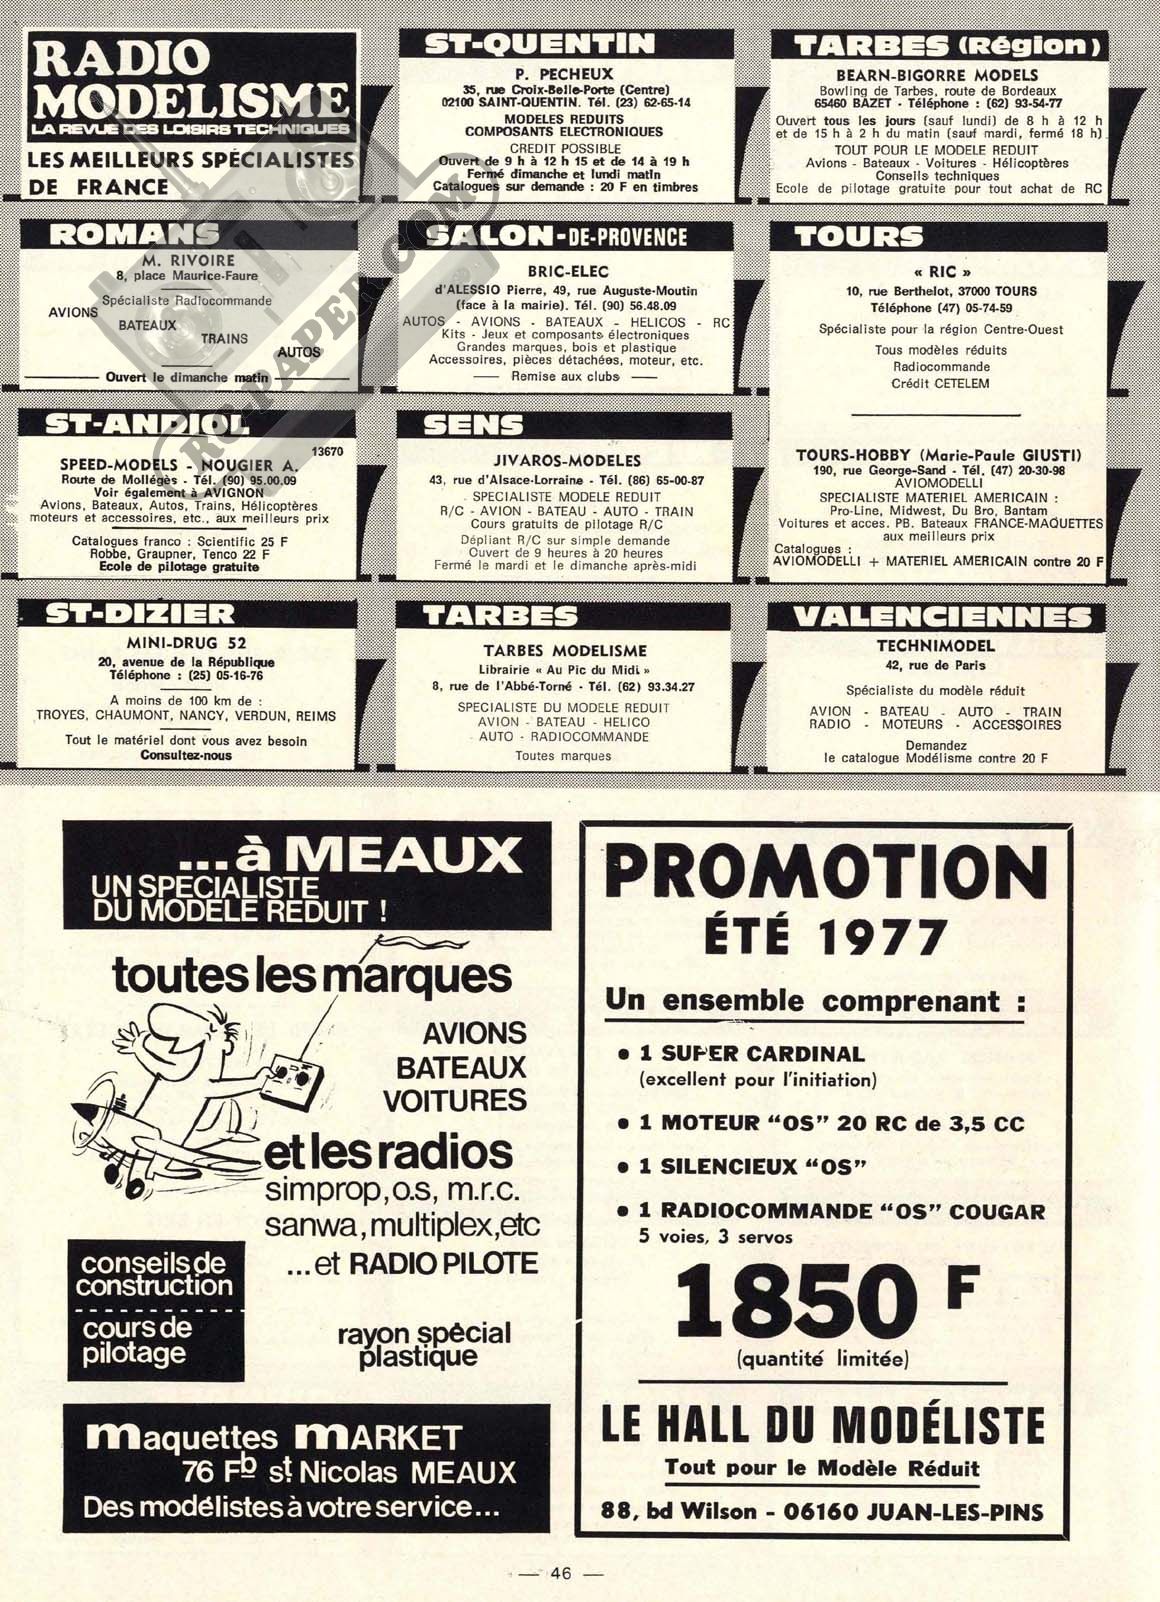 RADIO
MODELISME
LA REVUE DES LOISIRS TECHNIQUES
LES MEILLEURS SPÉCIALISTES
DE FRANCE
ST-QUENTIN
P. PECHEUX
35, rue Croix-Belle-Porte (Centre)
02100 SAINT-QUENTIN. Tél. (23) 62-65-14
MODELES REDUITS
COMPOSANTS ELECTRONIQUES
CREDIT POSSIBLE
Ouvert de 9 h à 12 h 15 et de 14 à 19 h
Fermé dimanche et lundi matin
Catalogues sur demande : 20 F en timbres
TARBES (Région)
BEARN-BIGORRE MODELS
Bowling de Tarbes, route de Bordeaux
65460 BAZET - Téléphone : (62) 93-54-77
Ouvert tous les jours (sauf lundi) de 8 h à 12 h
et de 15 h à 2 h du matin (sauf mardi, fermé 18 h)
TOUT POUR LE MODELE REDUIT
Avions - Bateaux - Voitures - Hélicoptères
Conseils techniques
Ecole de pilotage gratuite pour tout achat de RC
ROMANS
M. RIVOIRE
8, place Maurice-Faure
Spécialiste Radiocommande
AVIONS
BATEAUX
TRAINS
AUTOS
Ouvert le dimanche matin
SALON-DE-PROVENCE
BRIC-ELEC
d'ALESSIO Pierre, 49, rue Auguste-Moutin
(face à la mairie). Tél. (90) 56.48.09
AUTOS - AVIONS - BATEAUX - HELICOS - RC
Kits - Jeux et composants électroniques
Grandes marques, bois et plastique
Accessoires, pièces détachées, moteur, etc.
Remise aux clubs
TOURS
« RIC »
10, rue Berthelot, 37000 TOURS
Téléphone (47) 05-74-59
Spécialiste pour la région Centre-Ouest
Tous modèles réduits
Radiocommande
Crédit CETELEM
TOURS-HOBBY (Marie-Paule GIUSTI)
190, rue George-Sand - Tél. (47) 20-30-98
AVIOMODELLI
SPECIALISTE MATERIEL AMERICAIN :
Pro-Line, Midwest, Du Bro, Bantam
Voitures et acces. PB. Bateaux FRANCE-MAQUETTES
aux meilleurs prix
Catalogues :
AVIOMODELLI + MATERIEL AMERICAIN contre 20 F
ST-ANDIOL
13670
SPEED-MODELS - NOUGIER A.
Route de Mollégès - Tél. (90) 95.00.09
Voir également à AVIGNON
Avions, Bateaux, Autos, Trains, Hélicoptères
moteurs et accessoires, etc., aux meilleurs prix
Catalogues franco : Scientific 25 F
Robbe, Graupner, Tenco 22 F
Ecole de pilotage gratuite
SENS
JIVAROS-MODELES
43, rue d'Alsace-Lorraine - Tél. (86) 65-00-87
SPECIALISTE MODELE REDUIT
R/C - AVION - BATEAU - AUTO - TRAIN
Cours gratuits de pilotage R/C
Dépliant R/C sur simple demande
Ouvert de 9 heures à 20 heures
Fermé le mardi et le dimanche après-midi
ST-DIZIER
MINI-DRUG 52
20, avenue de la République
Téléphone : (25) 05-16-76
A moins de 100 km de :
TROYES, CHAUMONT, NANCY, VERDUN, REIMS
Tout le matériel dont vous avez besoin
Consultez-nous
TARBES
TARBES MODELISME
Librairie « Au Pic du Midi »
8, rue de l'Abbé-Torné - Tél. (62) 93.34.27
SPECIALISTE DU MODELE REDUIT
AVION - BATEAU - HELICO
AUTO - RADIOCOMMANDE
Toutes marques
VALENCIENNES
TECHNIMODEL
42, rue de Paris
Spécialiste du modèle réduit
AVION - BATEAU - AUTO - TRAIN
RADIO - MOTEURS - ACCESSOIRES
Demandez
le catalogue Modélisme contre 20 F
RC-PAPER.COM
...à MEAUX
UN SPÉCIALISTE
DU MODELE REDUIT !
toutes les marques
AVIONS
BATEAUX
VOITURES
et les radios
simprop, o.s, m.r.c.
sanwa, multiplex, etc
...et RADIO PILOTE
conseils de
construction
cours de
pilotage
rayon spécial
plastique
maquettes MARKET
76 Fb St Nicolas MEAUX
Des modélistes à votre service...
PROMOTION
ÉTÉ 1977
Un ensemble comprenant :
• 1 SUPER CARDINAL
(excellent pour l'initiation)
• 1 MOTEUR "OS" 20 RC de 3,5 CC
• 1 SILENCIEUX "OS"
• 1 RADIOCOMMANDE "OS" COUGAR
5 voies, 3 servos
1850 F
(quantité limitée)
LE HALL DU MODÉLISTE
Tout pour le Modèle Réduit
88, bd Wilson - 06160 JUAN-LES-PINS
— 46 —